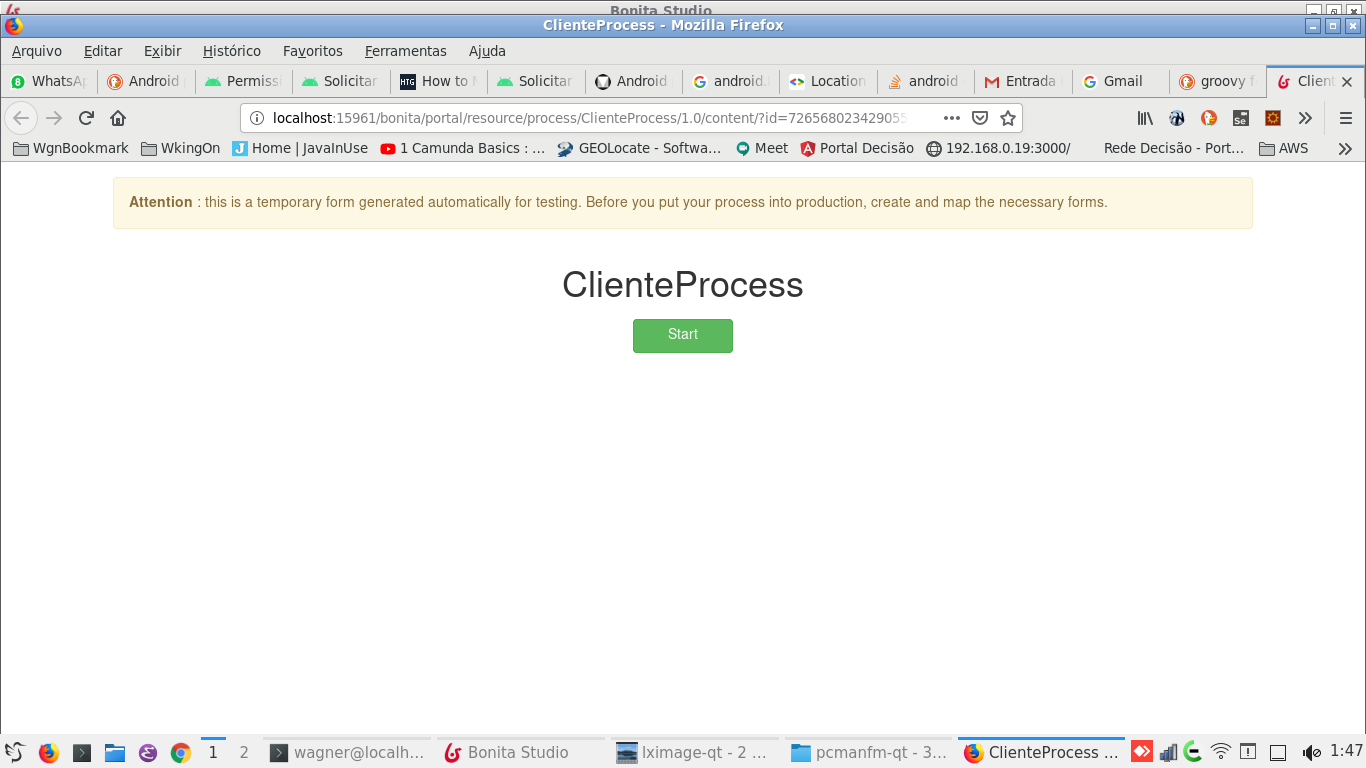 Bonita Studio
ClienteProcess - Mozilla Firefox
Arquivo Editar Exibir Histórico Favoritos Ferramentas Ajuda
WhatsAp Android Permiss Solicitar HTG How to Solicitar Android android. Location android Entrada Gmail groovy f Client
localhost:15961/bonita/portal/resource/process/ClienteProcess/1.0/content/?id=726568023429055 Se
WgnBookmark WkingOn Home | JavaInUse 1 Camunda Basics : ... GEOLocate - Softwa... Meet Portal Decisão 192.168.0.19:3000/ Rede Decisão - Port... AWS
Attention : this is a temporary form generated automatically for testing. Before you put your process into production, create and map the necessary forms.
ClienteProcess
Start
1 2 wagner@localh... Bonita Studio lximage-qt - 2 ... pcmanfm-qt - 3... ClienteProcess ... 1:47